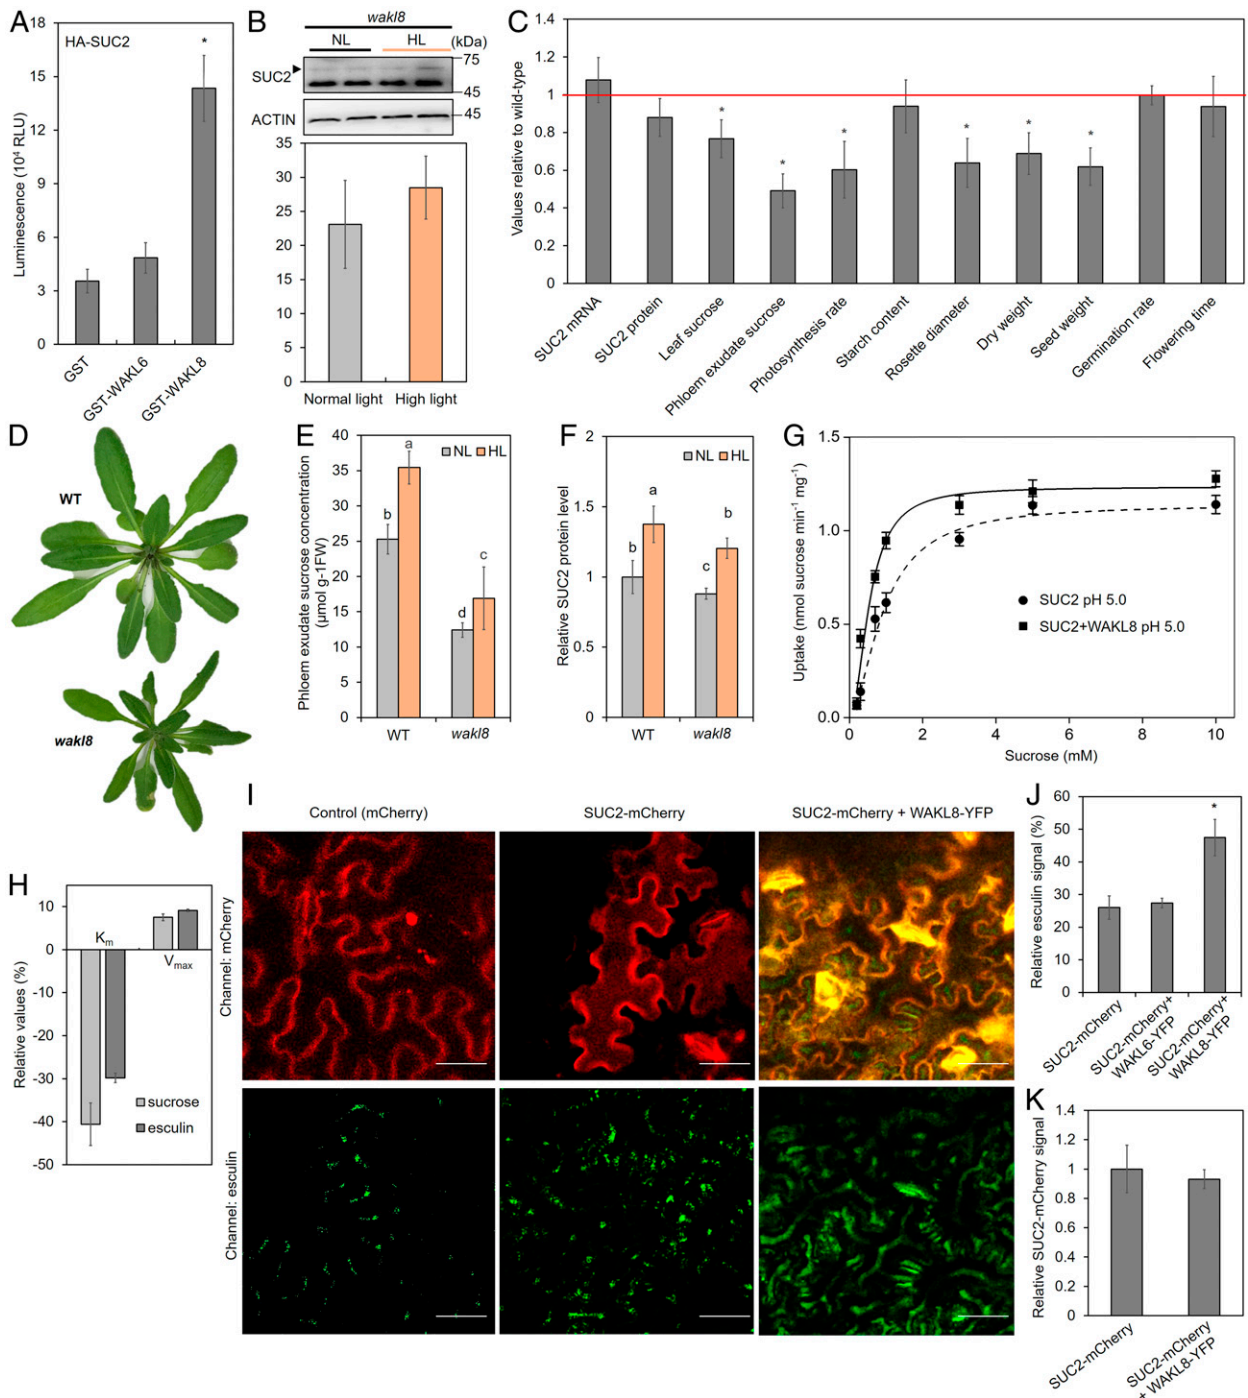 A
HA-SUC2
Luminescence (10⁴ RLU)
18
15
12
9
6
3
0
*
GST
GST-WAKL6
GST-WAKL8
B
wakl8
NL
HL
(kDa)
SUC2
75
45
ACTIN
45
35
30
25
20
15
10
5
0
Normal light
High light
C
Values relative to wild-type
1.4
1.2
1
0.8
0.6
0.4
0.2
0
* * * * * *
SUC2 mRNA
SUC2 protein
Leaf sucrose
Phloem exudate sucrose
Photosynthesis rate
Starch content
Rosette diameter
Dry weight
Seed weight
Germination rate
Flowering time
D
WT
wakl8
E
Phloem exudate sucrose concentration
(µmol g-1FW)
40
35
30
25
20
15
10
5
0
NL HL
b
a
d
c
WT
wakl8
F
Relative SUC2 protein level
2
1.5
1
0.5
0
NL HL
b
a
c
b
WT
wakl8
G
Uptake (nmol sucrose min⁻¹ mg⁻¹)
1.5
1.0
0.5
0.0
SUC2 pH 5.0
SUC2+WAKL8 pH 5.0
0 2 4 6 8 10
Sucrose (mM)
H
Relative values (%)
10
0
-10
-20
-30
-40
-50
Km
Vmax
sucrose
esculin
I
Control (mCherry)
SUC2-mCherry
SUC2-mCherry + WAKL8-YFP
Channel: mCherry
Channel: esculin
J
Relative esculin signal (%)
60
50
40
30
20
10
0
*
SUC2-mCherry
SUC2-mCherry+
WAKL6-YFP
SUC2-mCherry+
WAKL8-YFP
K
Relative SUC2-mCherry signal
1.4
1.2
1
0.8
0.6
0.4
0.2
0
SUC2-mCherry
SUC2-mCherry
+ WAKL8-YFP